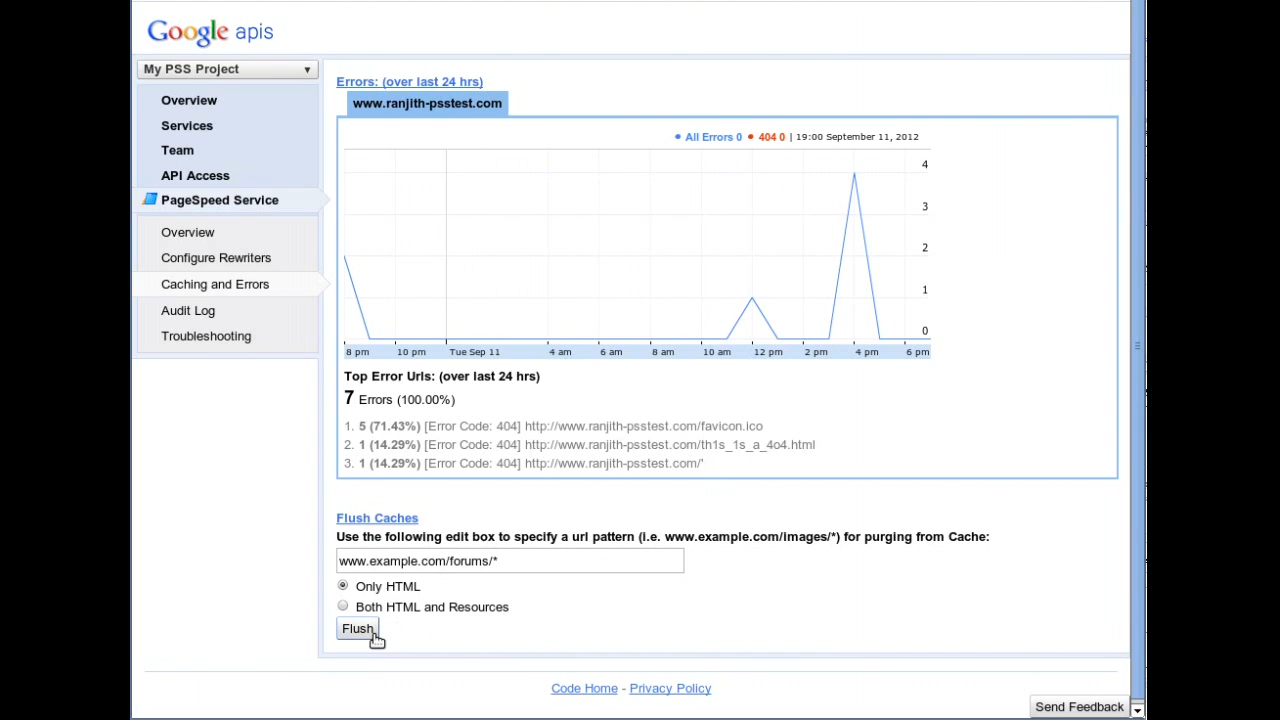 Google apis
My PSS Project ▼
Overview
Services
Team
API Access
PageSpeed Service
Overview
Configure Rewriters
Caching and Errors
Audit Log
Troubleshooting
Errors: (over last 24 hrs)
www.ranjith-psstest.com
All Errors 0 404 0 | 19:00 September 11, 2012
4
3
2
1
0
8 pm 10 pm Tue Sep 11 4 am 6 am 8 am 10 am 12 pm 2 pm 4 pm 6 pm
Top Error Urls: (over last 24 hrs)
7 Errors (100.00%)
1. 5 (71.43%) [Error Code: 404] http://www.ranjith-psstest.com/favicon.ico
2. 1 (14.29%) [Error Code: 404] http://www.ranjith-psstest.com/th1s_1s_a_4o4.html
3. 1 (14.29%) [Error Code: 404] http://www.ranjith-psstest.com/'
Flush Caches
Use the following edit box to specify a url pattern (i.e. www.example.com/images/*) for purging from Cache:
www.example.com/forums/*
Only HTML
Both HTML and Resources
Flush
Code Home - Privacy Policy
Send Feedback